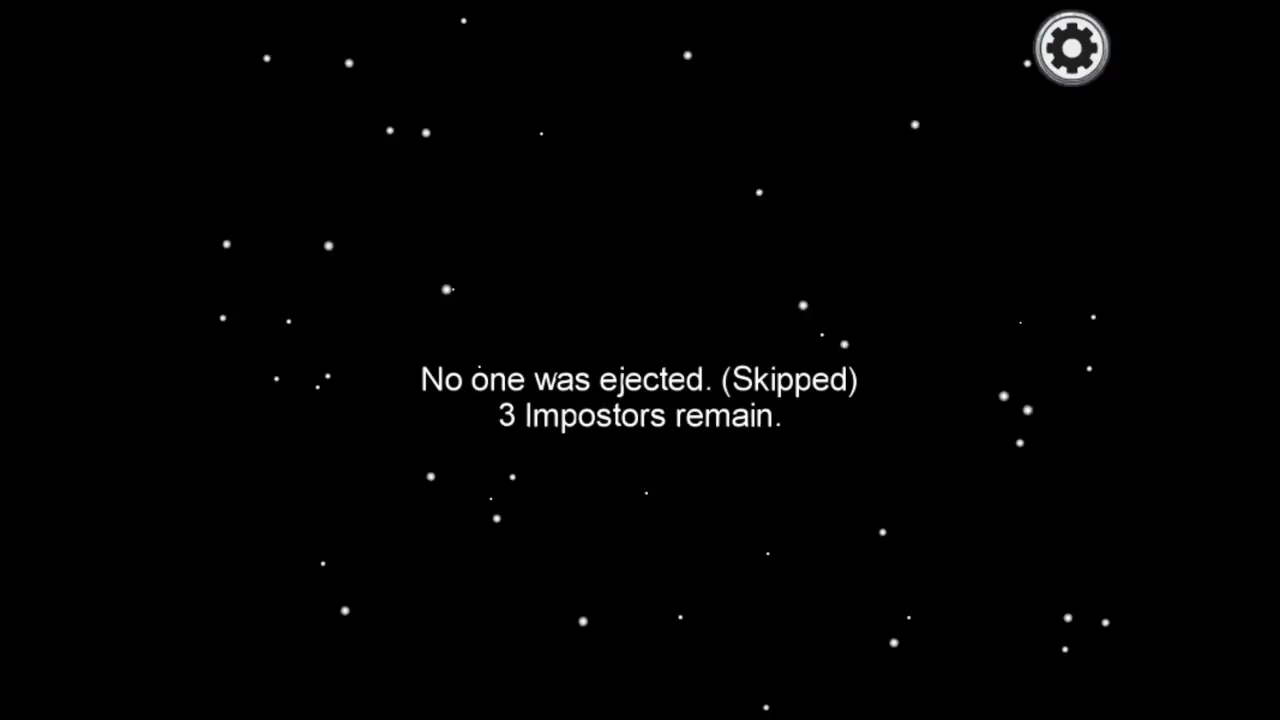 No one was ejected. (Skipped)
3 Impostors remain.